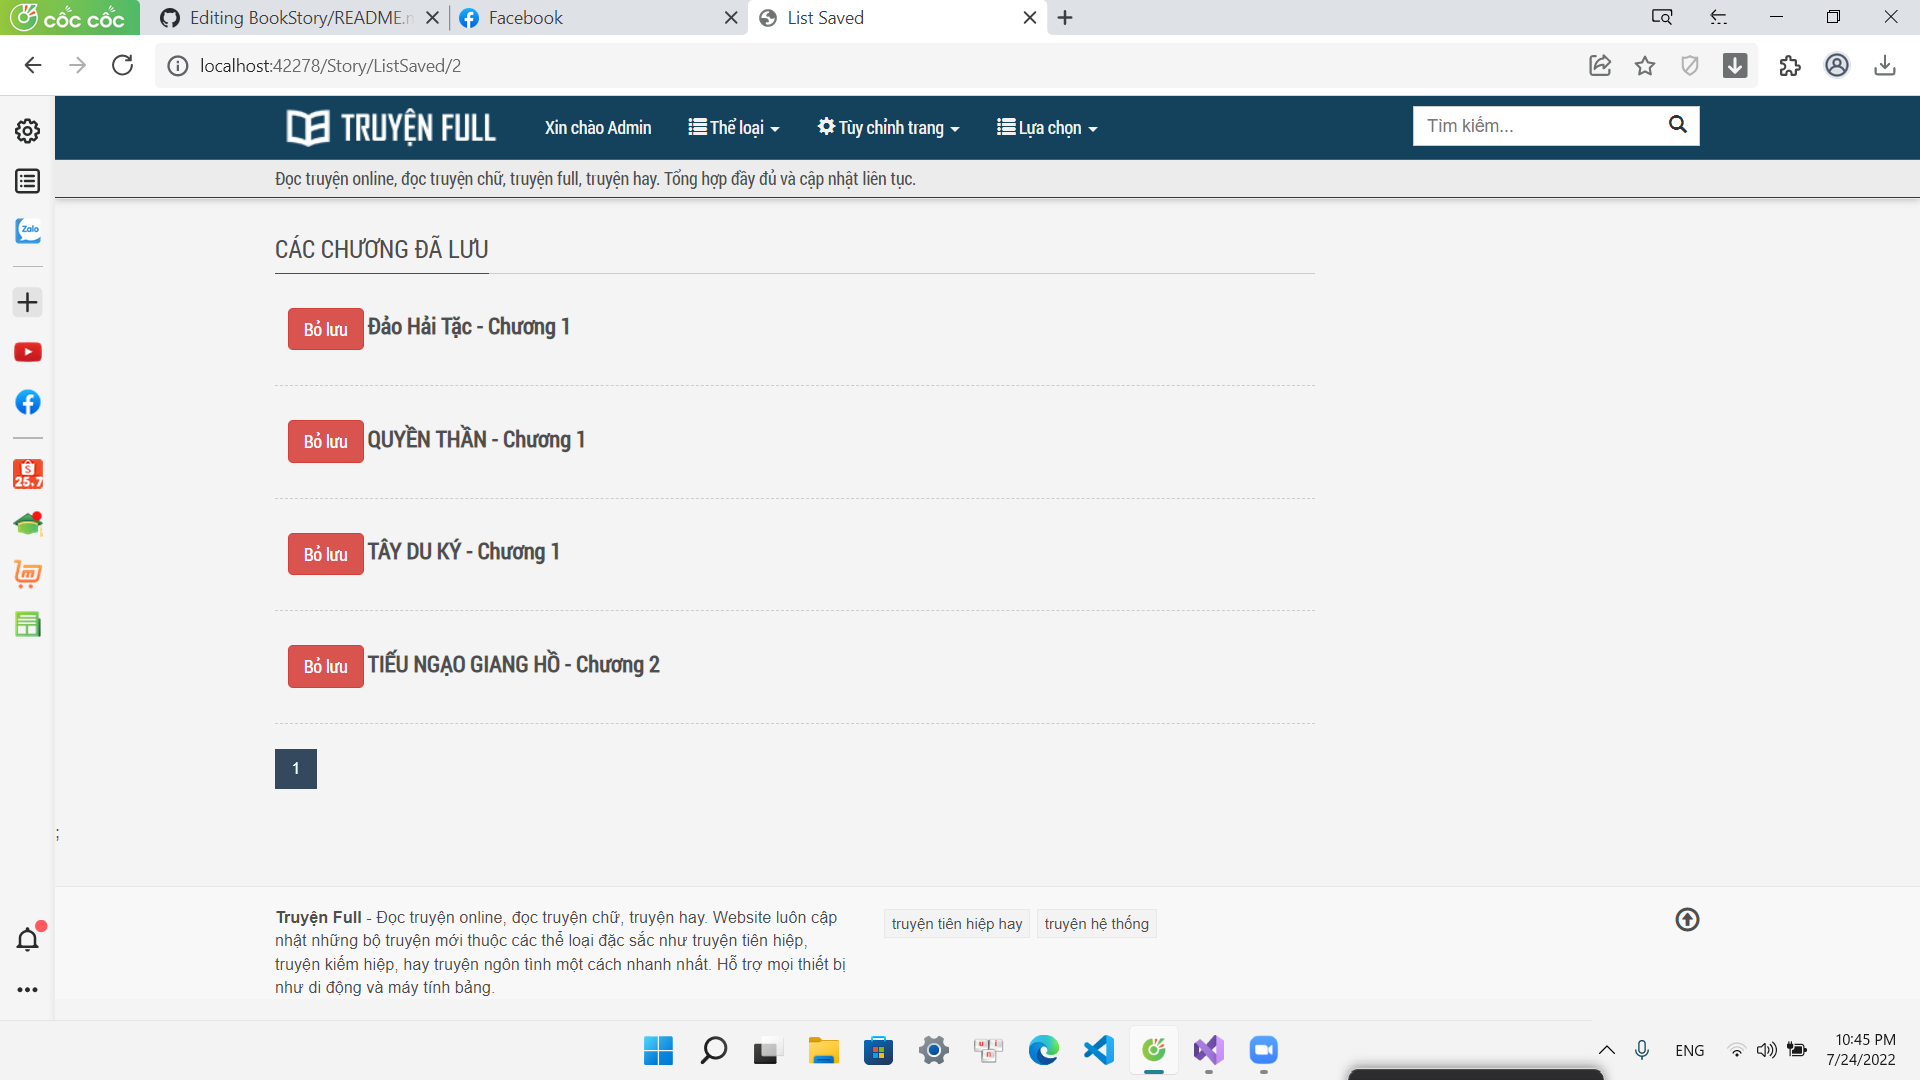 cốc cốc
Editing BookStory/README.m
Facebook
List Saved
localhost:42278/Story/ListSaved/2
TRUYỆN FULL
Xin chào Admin
Thể loại
Tùy chỉnh trang
Lựa chọn
Tìm kiếm...
Đọc truyện online, đọc truyện chữ, truyện full, truyện hay. Tổng hợp đầy đủ và cập nhật liên tục.
Zalo
CÁC CHƯƠNG ĐÃ LƯU
Bỏ lưu Đảo Hải Tặc - Chương 1
Bỏ lưu QUYỀN THẦN - Chương 1
25.7
Bỏ lưu TÂY DU KÝ - Chương 1
Bỏ lưu TIẾU NGẠO GIANG HỒ - Chương 2
1
;
Truyện Full - Đọc truyện online, đọc truyện chữ, truyện hay. Website luôn cập
nhật những bộ truyện mới thuộc các thể loại đặc sắc như truyện tiên hiệp,
truyện kiếm hiệp, hay truyện ngôn tình một cách nhanh nhất. Hỗ trợ mọi thiết bị
như di động và máy tính bảng.
truyện tiên hiệp hay
truyện hệ thống
ENG
10:45 PM
7/24/2022